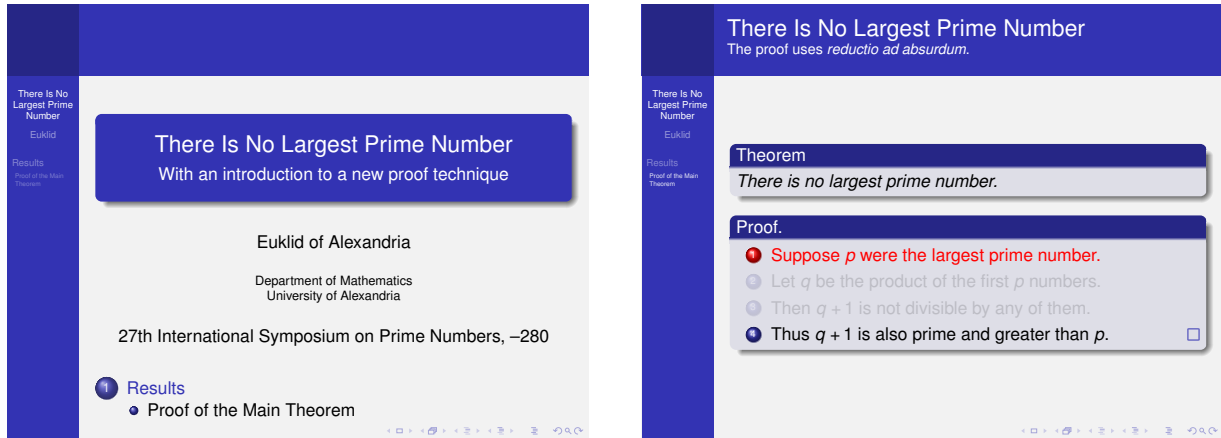 There Is No
Largest Prime
Number
Euklid
Results
Proof of the Main
Theorem
There Is No Largest Prime Number
With an introduction to a new proof technique
Euklid of Alexandria
Department of Mathematics
University of Alexandria
27th International Symposium on Prime Numbers, –280
1 Results
Proof of the Main Theorem
There Is No Largest Prime Number
The proof uses reductio ad absurdum.
There Is No
Largest Prime
Number
Euklid
Results
Proof of the Main
Theorem
Theorem
There is no largest prime number.
Proof.
1 Suppose p were the largest prime number.
2 Let q be the product of the first p numbers.
3 Then q + 1 is not divisible by any of them.
4 Thus q + 1 is also prime and greater than p.